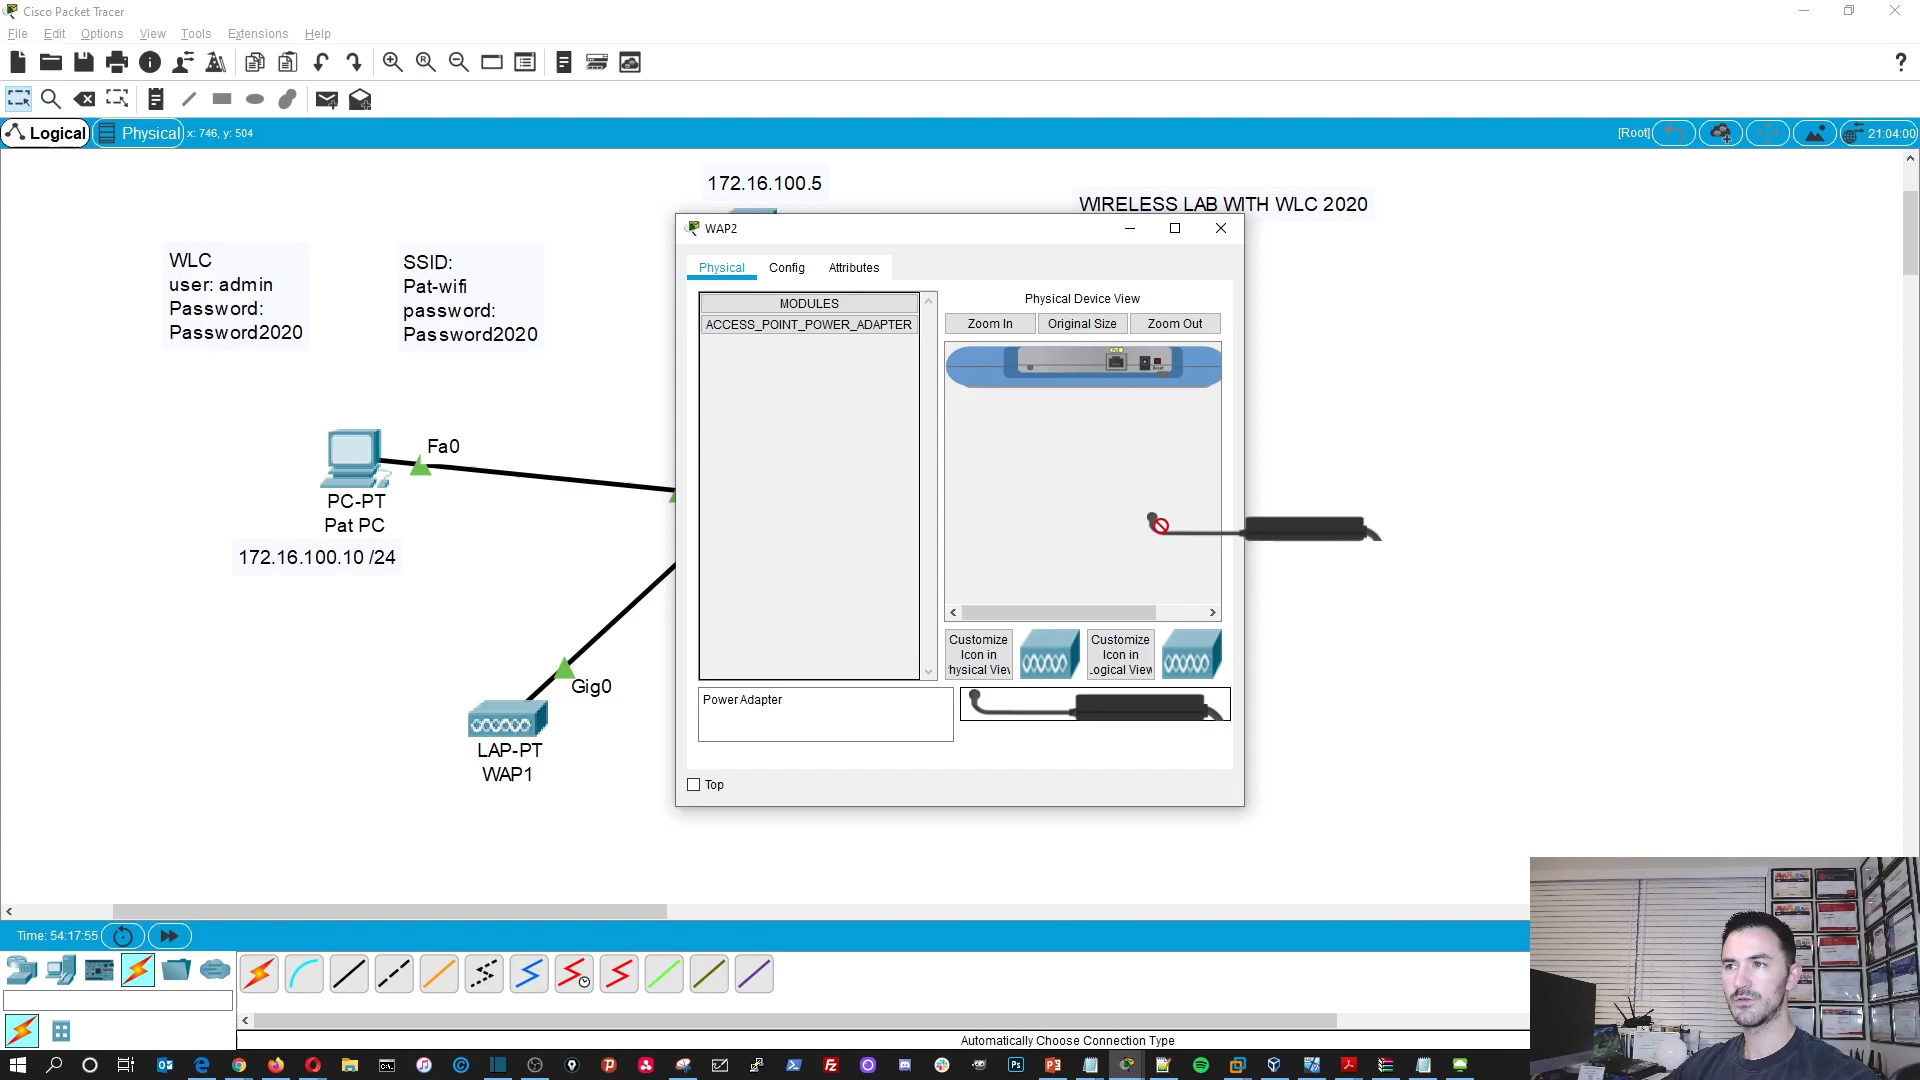 Cisco Packet Tracer
File Edit Options View Tools Extensions Help
?
Logical Physical x: 746, y: 504 [Root] 21:04:00
172.16.100.5
WIRELESS LAB WITH WLC 2020
WLC
user: admin
Password:
Password2020
SSID:
Pat-wifi
password:
Password2020
Fa0
PC-PT
Pat PC
172.16.100.10 /24
Gig0
LAP-PT
WAP1
WAP2
Physical Config Attributes
MODULES
ACCESS_POINT_POWER_ADAPTER
Physical Device View
Zoom In Original Size Zoom Out
Customize
Icon in
hysical View
Customize
Icon in
ogical View
Power Adapter
Top
Time: 54:17:55
Automatically Choose Connection Type